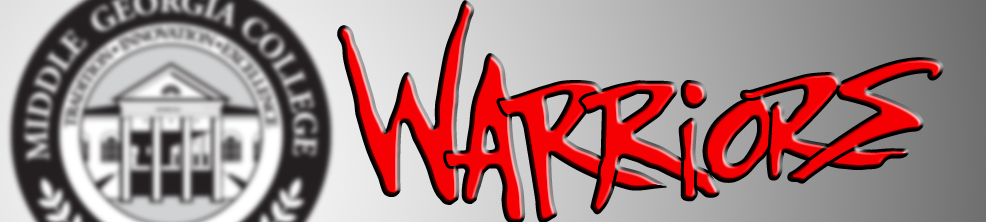 MIDDLE GEORGIA COLLEGE
TRADITION • INNOVATION • EXCELLENCE
WARRiORS